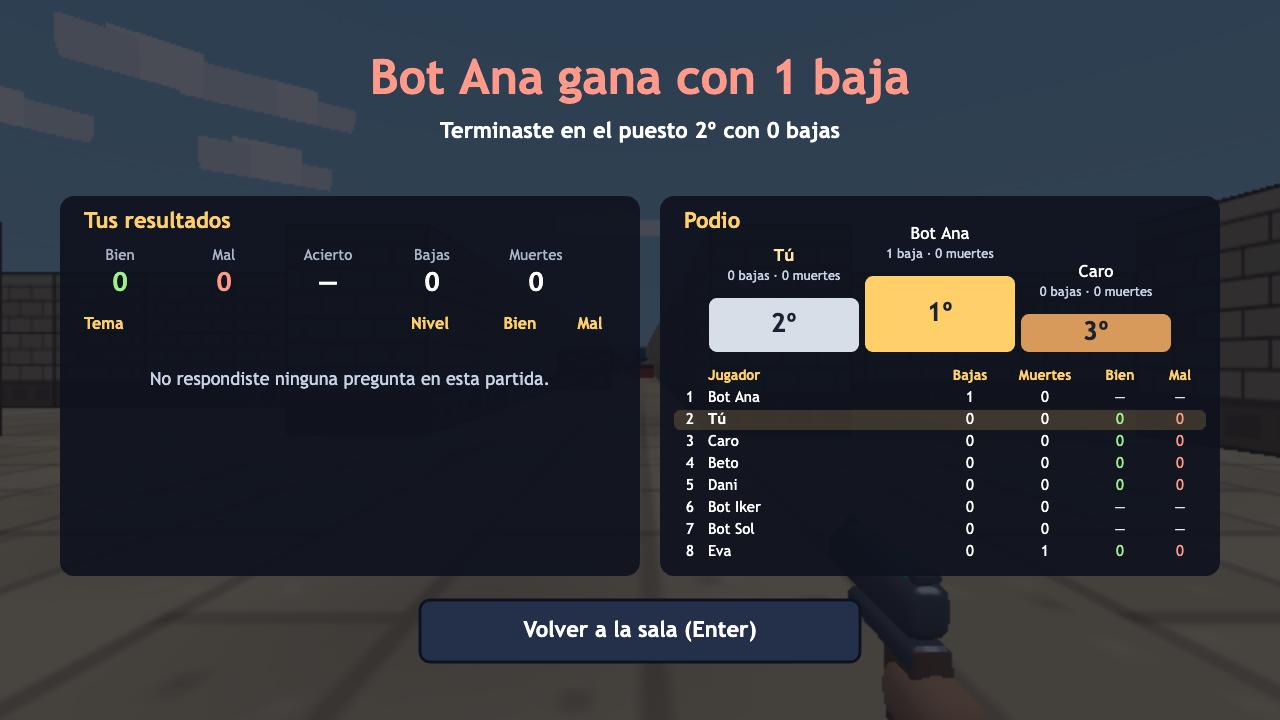 Bot Ana gana con 1 baja
Terminaste en el puesto 2º con 0 bajas
Tus resultados
Bien Mal Acierto Bajas Muertes
0 0 — 0 0
Tema Nivel Bien Mal
No respondiste ninguna pregunta en esta partida.
Podio
Bot Ana
1 baja · 0 muertes
Tú
0 bajas · 0 muertes
Caro
0 bajas · 0 muertes
2º 1º 3º
Jugador Bajas Muertes Bien Mal
1 Bot Ana 1 0 — —
2 Tú 0 0 0 0
3 Caro 0 0 0 0
4 Beto 0 0 0 0
5 Dani 0 0 0 0
6 Bot Iker 0 0 — —
7 Bot Sol 0 0 — —
8 Eva 0 1 0 0
Volver a la sala (Enter)